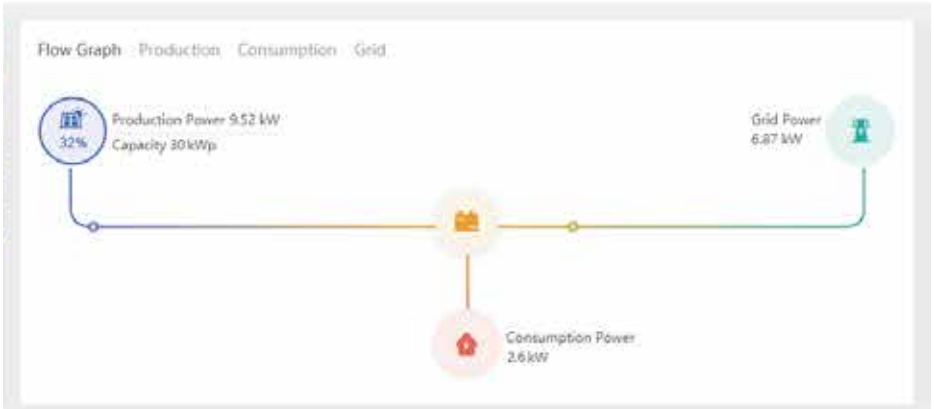 Flow Graph Production Consumption Grid
Production Power 9.52 kW
32%
Capacity 30 kWp
Grid Power
6.87 kW
Consumption Power
2.6 kW